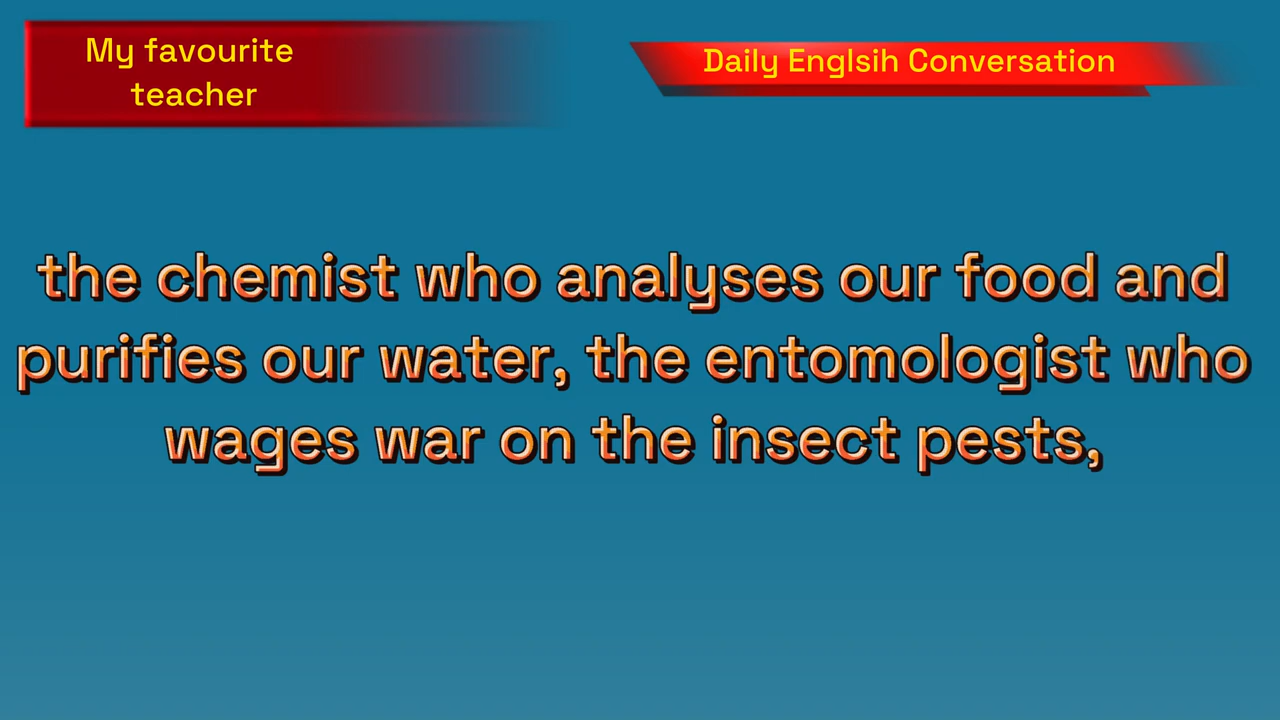 My favourite
teacher
Daily Englsih Conversation
the chemist who analyses our food and
purifies our water, the entomologist who
wages war on the insect pests,